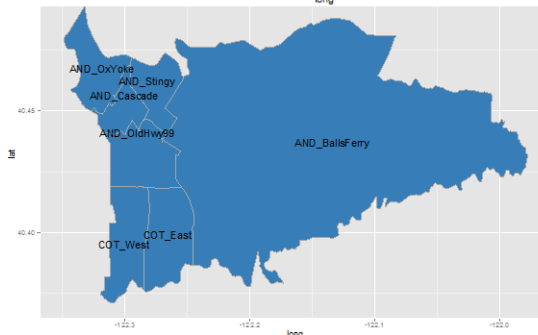 long
AND_OxYoke
AND_Stingy
AND_Cascade
40.45
AND_OldHwy99
AND_BallsFerry
lat
40.40
COT_East
COT_West
-122.3
-122.2
-122.1
-122.0
long